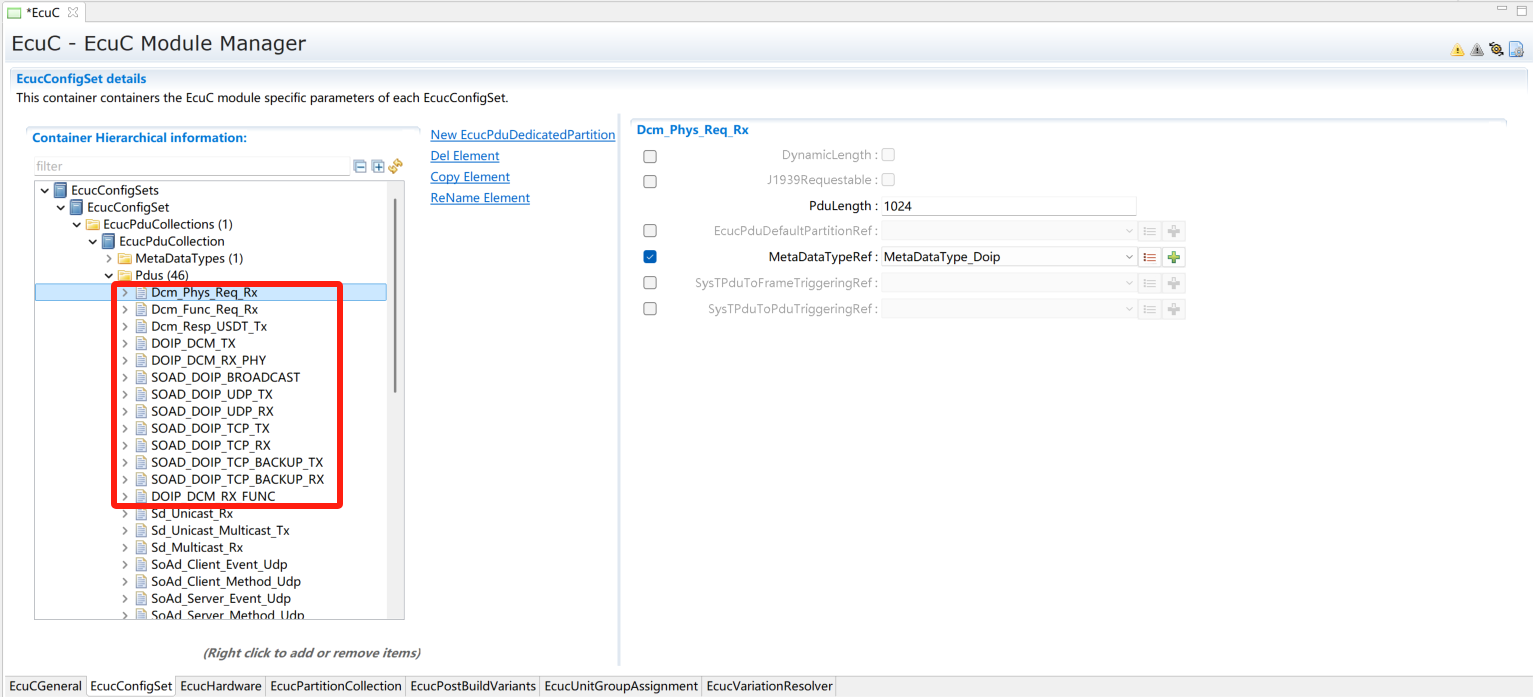 *EcuC
EcuC - EcuC Module Manager
EcucConfigSet details
This container containers the EcuC module specific parameters of each EcucConfigSet.
Container Hierarchical information:
filter
EcucConfigSets
EcucConfigSet
EcucPduCollections (1)
EcucPduCollection
MetaDataTypes (1)
Pdus (46)
Dcm_Phys_Req_Rx
Dcm_Func_Req_Rx
Dcm_Resp_USDT_Tx
DOIP_DCM_TX
DOIP_DCM_RX_PHY
SOAD_DOIP_BROADCAST
SOAD_DOIP_UDP_TX
SOAD_DOIP_UDP_RX
SOAD_DOIP_TCP_TX
SOAD_DOIP_TCP_RX
SOAD_DOIP_TCP_BACKUP_TX
SOAD_DOIP_TCP_BACKUP_RX
DOIP_DCM_RX_FUNC
Sd_Unicast_Rx
Sd_Unicast_Multicast_Tx
Sd_Multicast_Rx
SoAd_Client_Event_Udp
SoAd_Client_Method_Udp
SoAd_Server_Event_Udp
SoAd_Server_Method_Udp
(Right click to add or remove items)
New EcucPduDedicatedPartition
Del Element
Copy Element
ReName Element
Dcm_Phys_Req_Rx
DynamicLength :
J1939Requestable :
PduLength : 1024
EcucPduDefaultPartitionRef :
MetaDataTypeRef : MetaDataType_Doip
SysTPduToFrameTriggeringRef :
SysTPduToPduTriggeringRef :
EcuCGeneral EcucConfigSet EcucHardware EcucPartitionCollection EcucPostBuildVariants EcucUnitGroupAssignment EcucVariationResolver